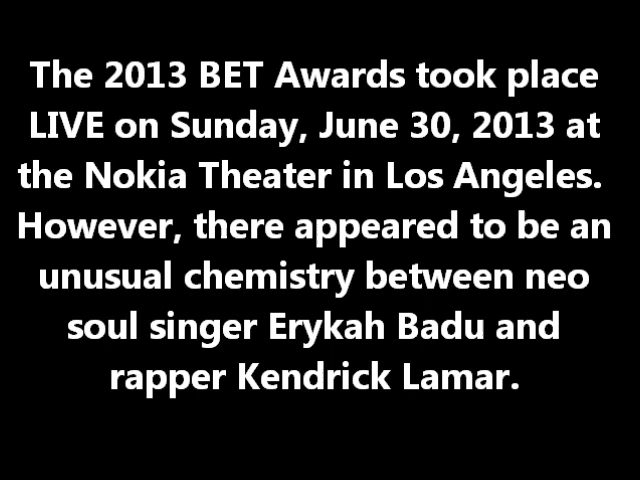 The 2013 BET Awards took place
LIVE on Sunday, June 30, 2013 at
the Nokia Theater in Los Angeles.
However, there appeared to be an
unusual chemistry between neo
soul singer Erykah Badu and
rapper Kendrick Lamar.